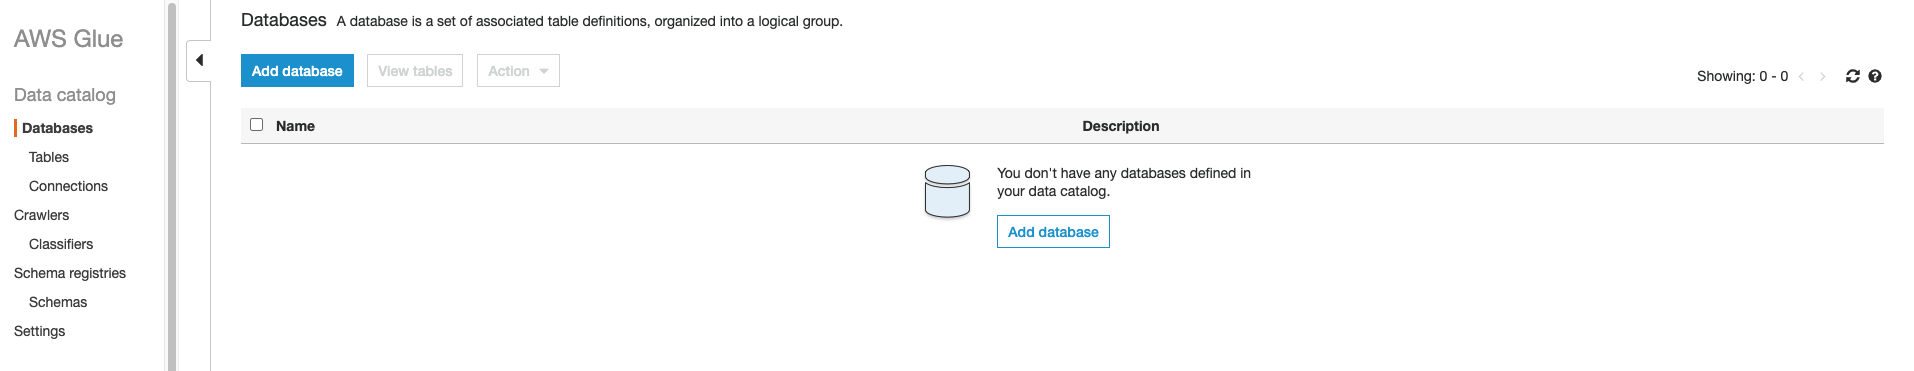 AWS Glue
Data catalog
Databases
Tables
Connections
Crawlers
Classifiers
Schema registries
Schemas
Settings
Databases A database is a set of associated table definitions, organized into a logical group.
Add database View tables Action
Showing: 0 - 0
Name Description
You don't have any databases defined in
your data catalog.
Add database